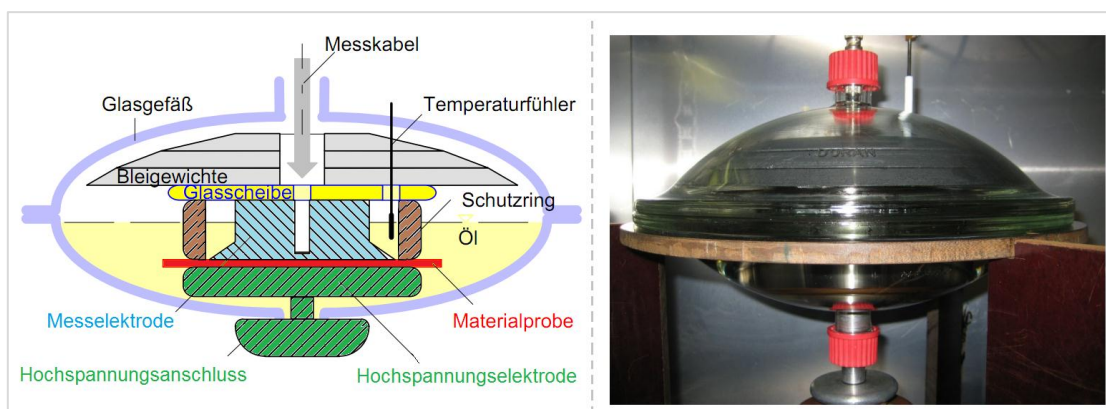 Messkabel
Glasgefäß
Temperaturfühler
Bleigewichte
Glasscheibe
Schutzring
Öl
Messelektrode
Materialprobe
Hochspannungsanschluss
Hochspannungselektrode
DURAN